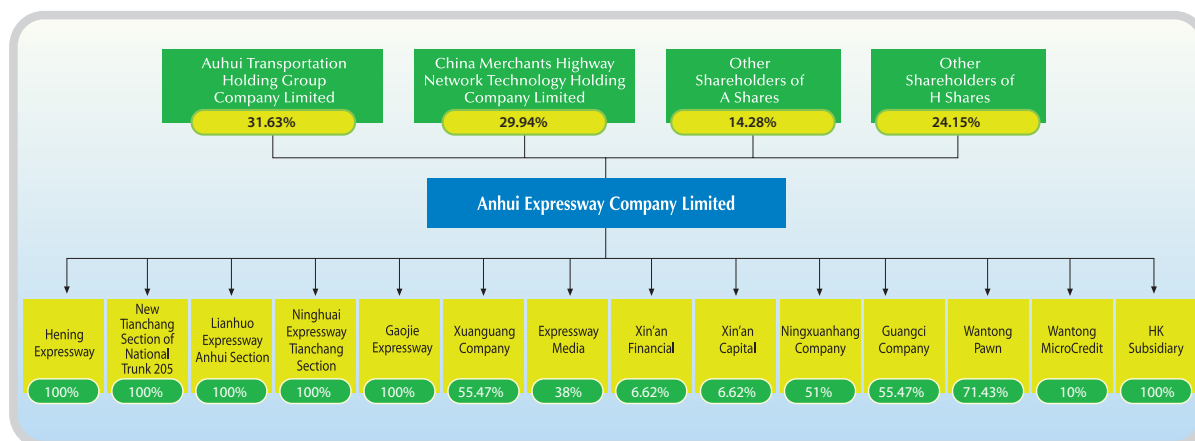 Auhui Transportation
Holding Group
Company Limited
31.63%
China Merchants Highway
Network Technology Holding
Company Limited
29.94%
Other
Shareholders of
A Shares
14.28%
Other
Shareholders of
H Shares
24.15%
Anhui Expressway Company Limited
Hening
Expressway
100%
New
Tianchang
Section of
National
Trunk 205
100%
Lianhuo
Expressway
Anhui Section
100%
Ninghuai
Expressway
Tianchang
Section
100%
Gaojie
Expressway
100%
Xuanguang
Company
55.47%
Expressway
Media
38%
Xin'an
Financial
6.62%
Xin'an
Capital
6.62%
Ningxuanhang
Company
51%
Guangci
Company
55.47%
Wantong
Pawn
71.43%
Wantong
MicroCredit
10%
HK
Subsidiary
100%